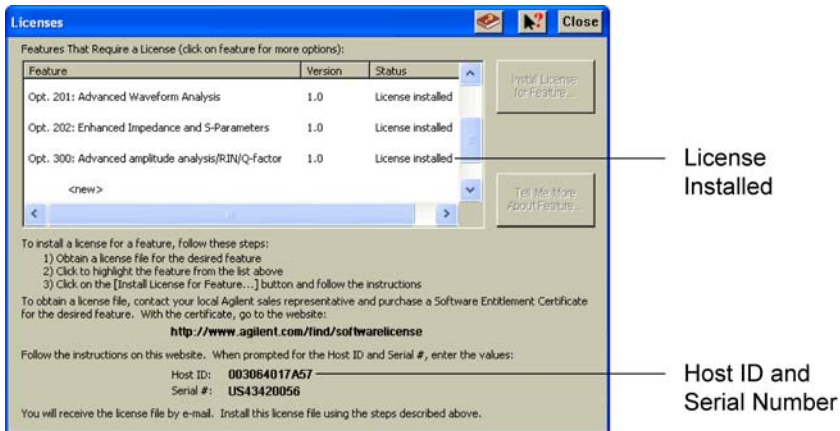 Licenses
Close
Features That Require a License (click on feature for more options):
Feature Version Status
Opt. 201: Advanced Waveform Analysis 1.0 License installed
Opt. 202: Enhanced Impedance and S-Parameters 1.0 License installed
Opt. 300: Advanced amplitude analysis/RIN/Q-factor 1.0 License installed
<new>
Install License
for Feature...
Tell Me More
About Feature...
License
Installed
To install a license for a feature, follow these steps:
1) Obtain a license file for the desired feature
2) Click to highlight the feature from the list above
3) Click on the [Install License for Feature...] button and follow the instructions
To obtain a license file, contact your local Agilent sales representative and purchase a Software Entitlement Certificate
for the desired feature. With the certificate, go to the website:
http://www.agilent.com/find/softwarelicense
Follow the instructions on this website. When prompted for the Host ID and Serial #, enter the values:
Host ID: 003064017A57
Serial #: US43420056
Host ID and
Serial Number
You will receive the license file by e-mail. Install this license file using the steps described above.